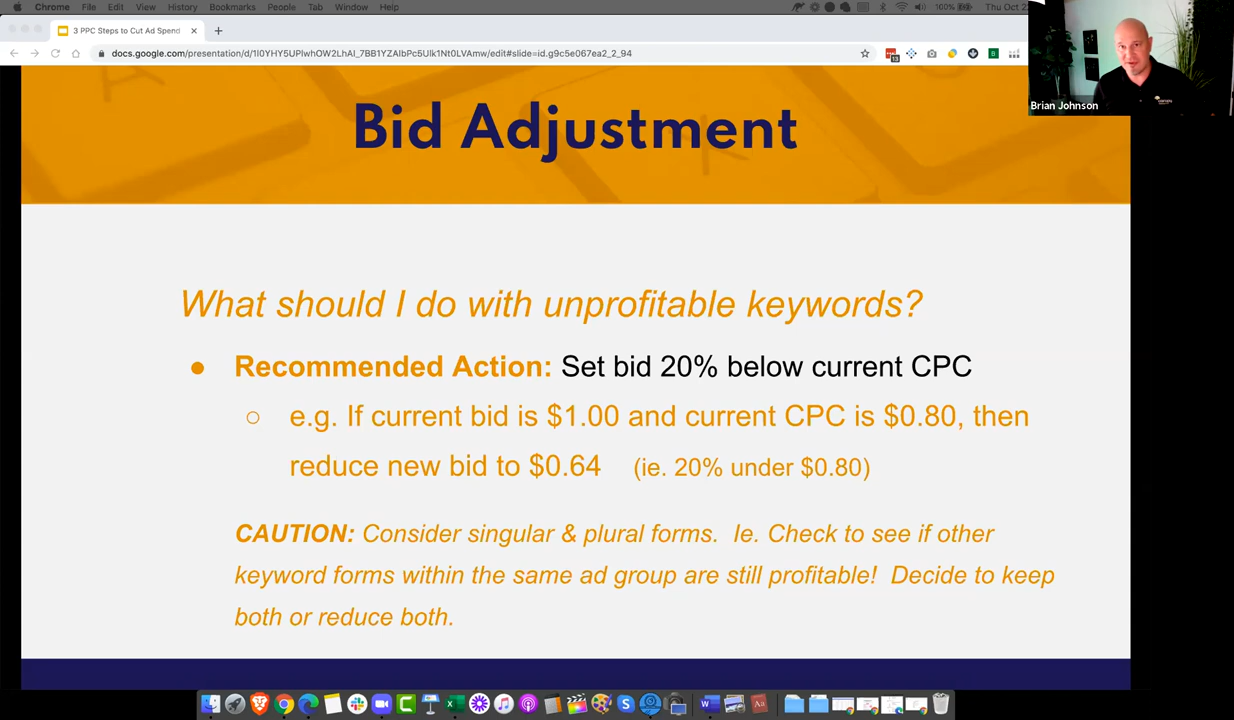 Chrome File Edit View History Bookmarks People Tab Window Help 100% Thu Oct
3 PPC Steps to Cut Ad Spend
docs.google.com/presentation/d/1I0YHY5UPIwhOW2LhAI_7BB1YZAIbPc5Ulk1Nt0LVAmw/edit#slide=id.g9c5e067ea2_2_94
Brian Johnson
Bid Adjustment
What should I do with unprofitable keywords?
● Recommended Action: Set bid 20% below current CPC
○ e.g. If current bid is $1.00 and current CPC is $0.80, then
reduce new bid to $0.64 (ie. 20% under $0.80)
CAUTION: Consider singular & plural forms. Ie. Check to see if other
keyword forms within the same ad group are still profitable! Decide to keep
both or reduce both.